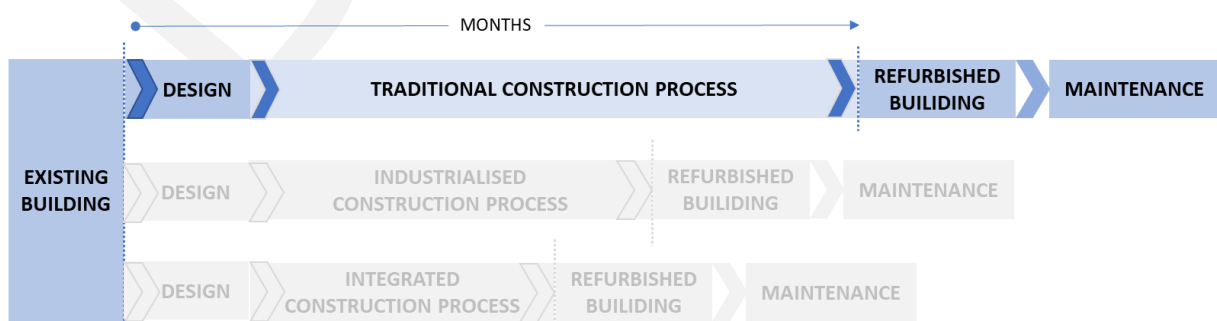 MONTHS
DESIGN
TRADITIONAL CONSTRUCTION PROCESS
REFURBISHED
BUILIDING
MAINTENANCE
EXISTING
BUILDING
DESIGN
INDUSTRIALISED
CONSTRUCTION PROCESS
REFURBISHED
BUILIDING
MAINTENANCE
DESIGN
INTEGRATED
CONSTRUCTION PROCESS
REFURBISHED
BUILIDING
MAINTENANCE